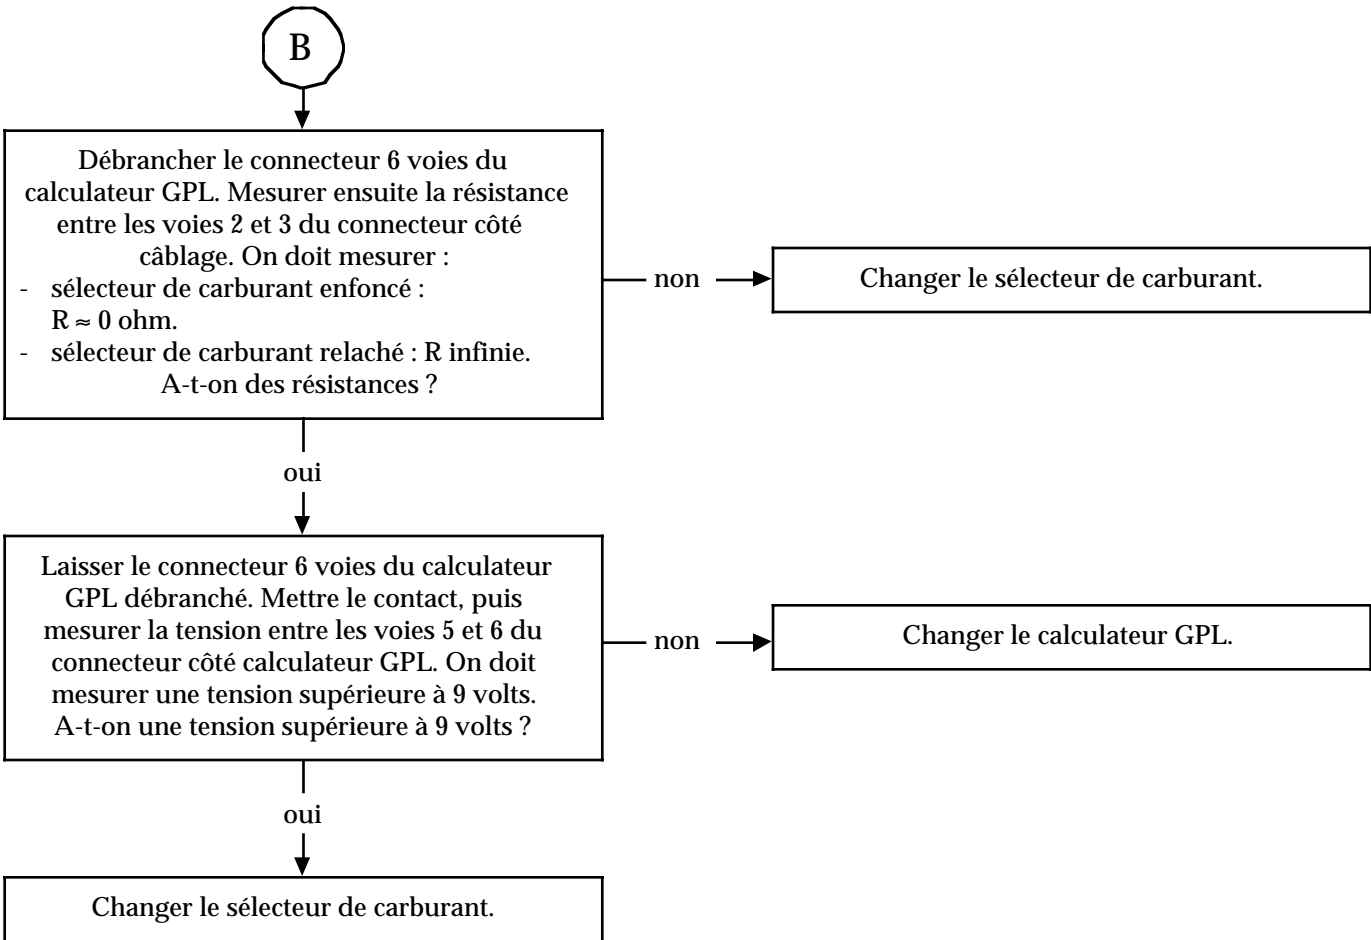 B
Débrancher le connecteur 6 voies du
calculateur GPL. Mesurer ensuite la résistance
entre les voies 2 et 3 du connecteur côté
câblage. On doit mesurer :
- sélecteur de carburant enfoncé :
R ≈ 0 ohm.
- sélecteur de carburant relaché : R infinie.
A-t-on des résistances ?
non
Changer le sélecteur de carburant.
oui
Laisser le connecteur 6 voies du calculateur
GPL débranché. Mettre le contact, puis
mesurer la tension entre les voies 5 et 6 du
connecteur côté calculateur GPL. On doit
mesurer une tension supérieure à 9 volts.
A-t-on une tension supérieure à 9 volts ?
non
Changer le calculateur GPL.
oui
Changer le sélecteur de carburant.